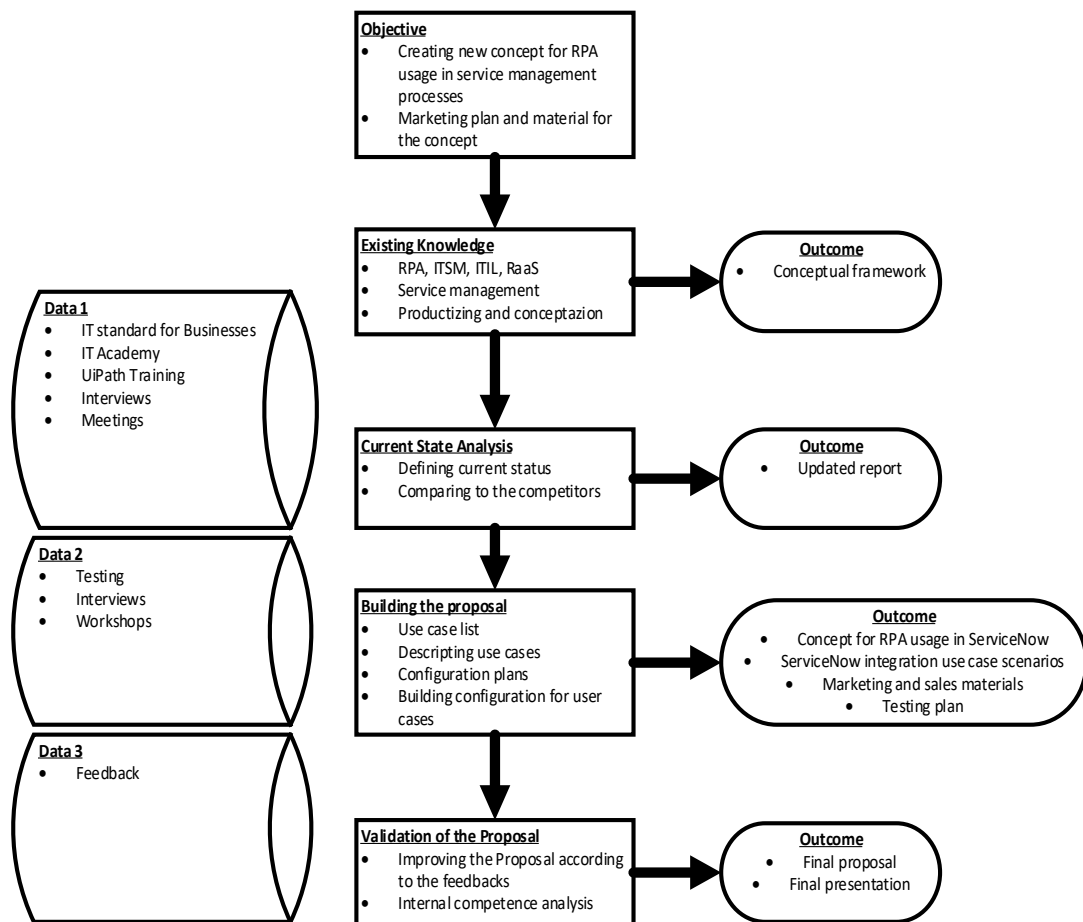 Objective
• Creating new concept for RPA
usage in service management
processes
• Marketing plan and material for
the concept
Existing Knowledge
• RPA, ITSM, ITIL, RaaS
• Service management
• Productizing and conceptazion
Outcome
• Conceptual framework
Data 1
• IT standard for Businesses
• IT Academy
• UiPath Training
• Interviews
• Meetings
Current State Analysis
• Defining current status
• Comparing to the competitors
Outcome
• Updated report
Data 2
• Testing
• Interviews
• Workshops
Building the proposal
• Use case list
• Descripting use cases
• Configuration plans
• Building configuration for user
cases
Outcome
• Concept for RPA usage in ServiceNow
• ServiceNow integration use case scenarios
• Marketing and sales materials
• Testing plan
Data 3
• Feedback
Validation of the Proposal
• Improving the Proposal according
to the feedbacks
• Internal competence analysis
Outcome
• Final proposal
• Final presentation